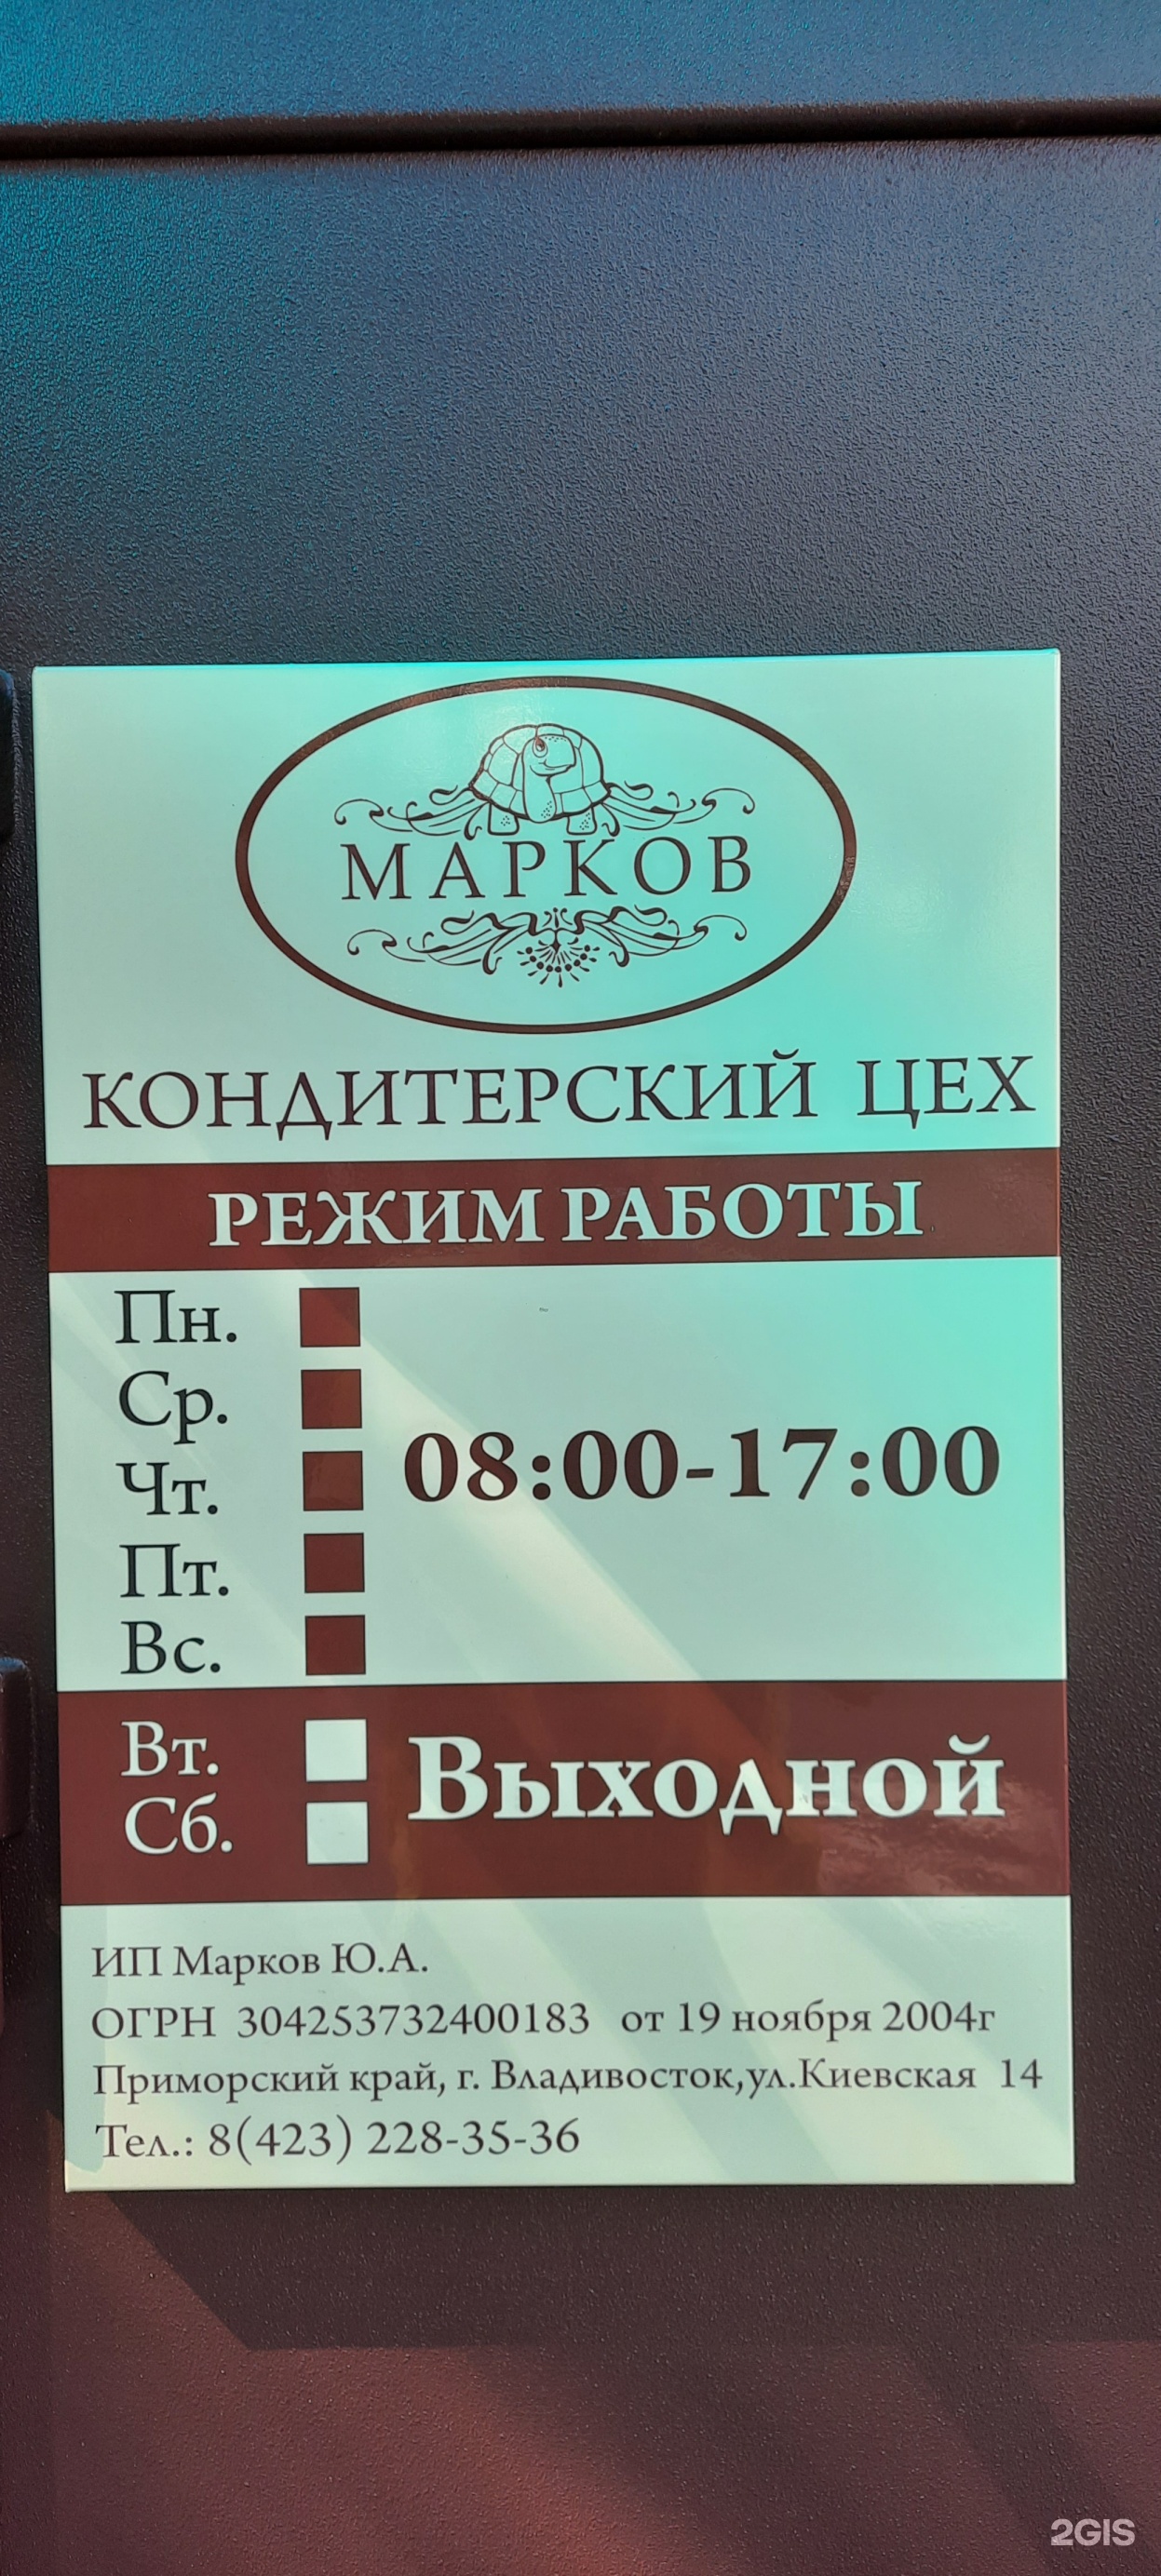 МАРКОВ
КОНДИТЕРСКИЙ ЦЕХ
РЕЖИМ РАБОТЫ
Пн.
Ср.
Чт.
08:00-17:00
Пт.
Вс.
Вт.
Сб.
Выходной
ИП Марков Ю.А.
ОГРН 304253732400183 от 19 ноября 2004г
Приморский край, г. Владивосток,ул.Киевская 14
Тел.: 8(423) 228-35-36
2GIS